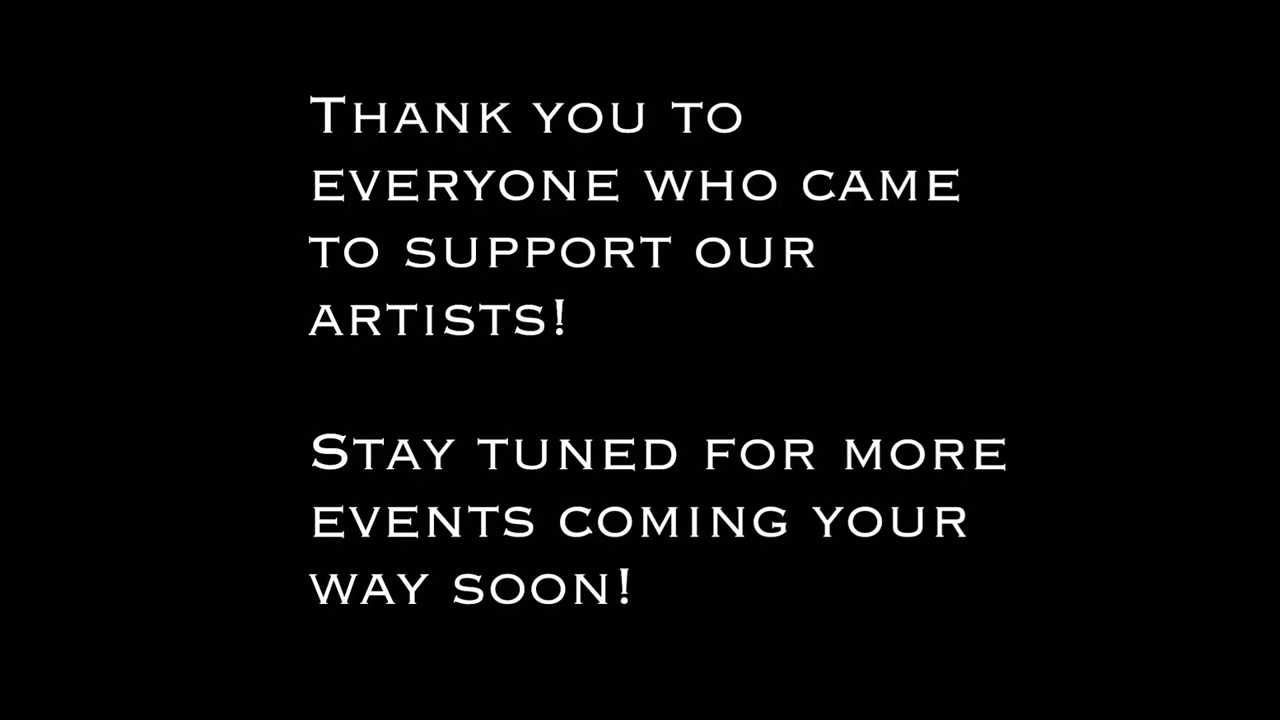 Thank you to
everyone who came
to support our
artists!
Stay tuned for more
events coming your
way soon!